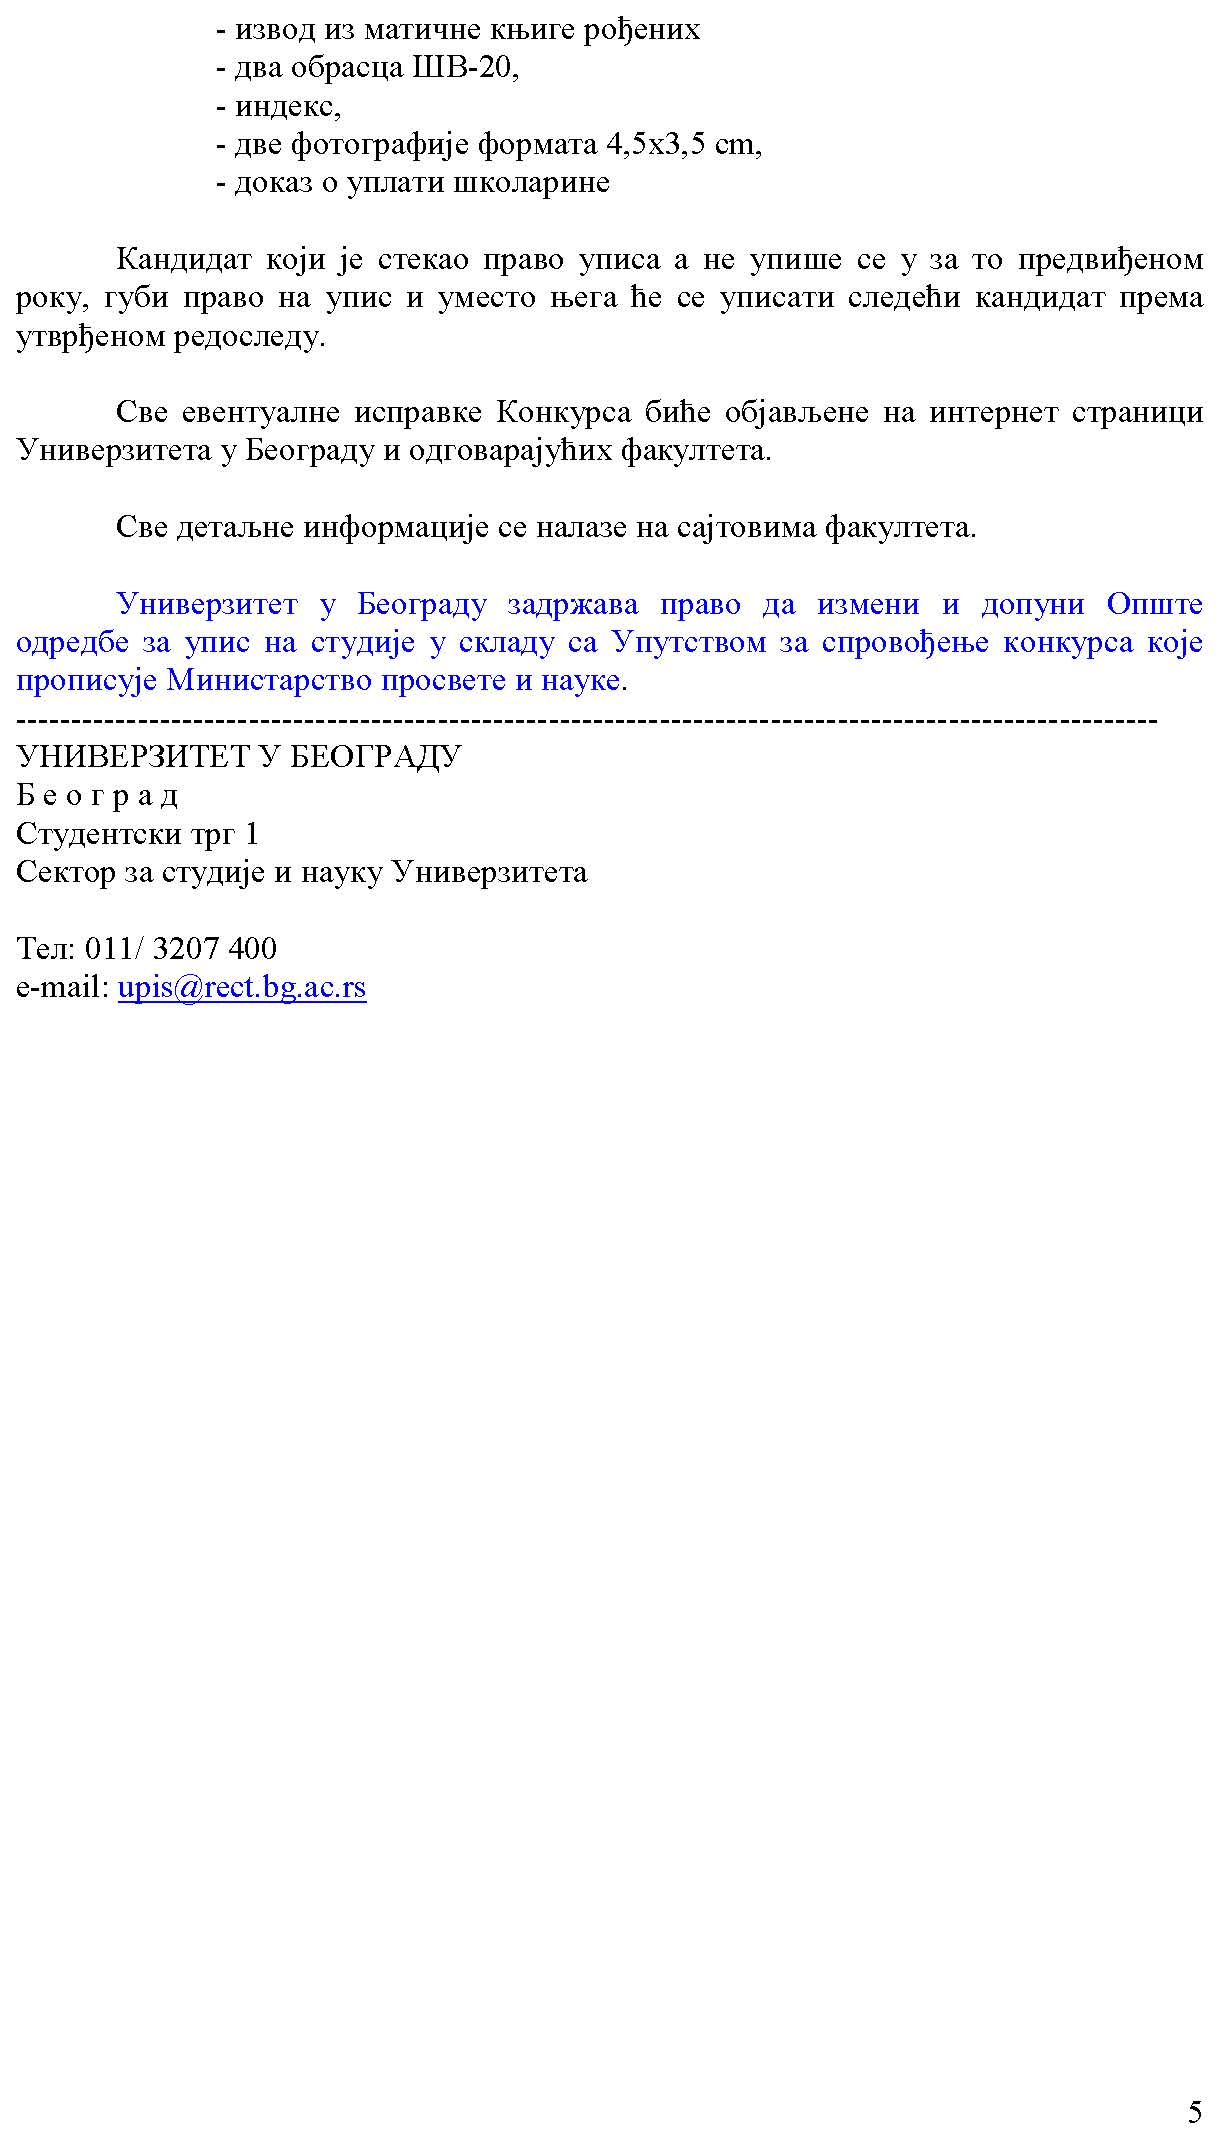 - извод из матичне књиге рођених
- два обрасца ШВ-20,
- индекс,
- две фотографије формата 4,5х3,5 cm,
- доказ о уплати школарине
Кандидат који је стекао право уписа а не упише се у за то предвиђеном
року, губи право на упис и уместо њега ће се уписати следећи кандидат према
утврђеном редоследу.
Све евентуалне исправке Конкурса биће објављене на интернет страници
Универзитета у Београду и одговарајућих факултета.
Све детаљне информације се налазе на сајтовима факултета.
Универзитет у Београду задржава право да измени и допуни Опште
одредбе за упис на студије у складу са Упутством за спровођење конкурса које
прописује Министарство просвете и науке.
--------------------------------------------------------------------------------------------------------
УНИВЕРЗИТЕТ У БЕОГРАДУ
Б е о г р а д
Студентски трг 1
Сектор за студије и науку Универзитета
Тел: 011/ 3207 400
e-mail: upis@rect.bg.ac.rs
5